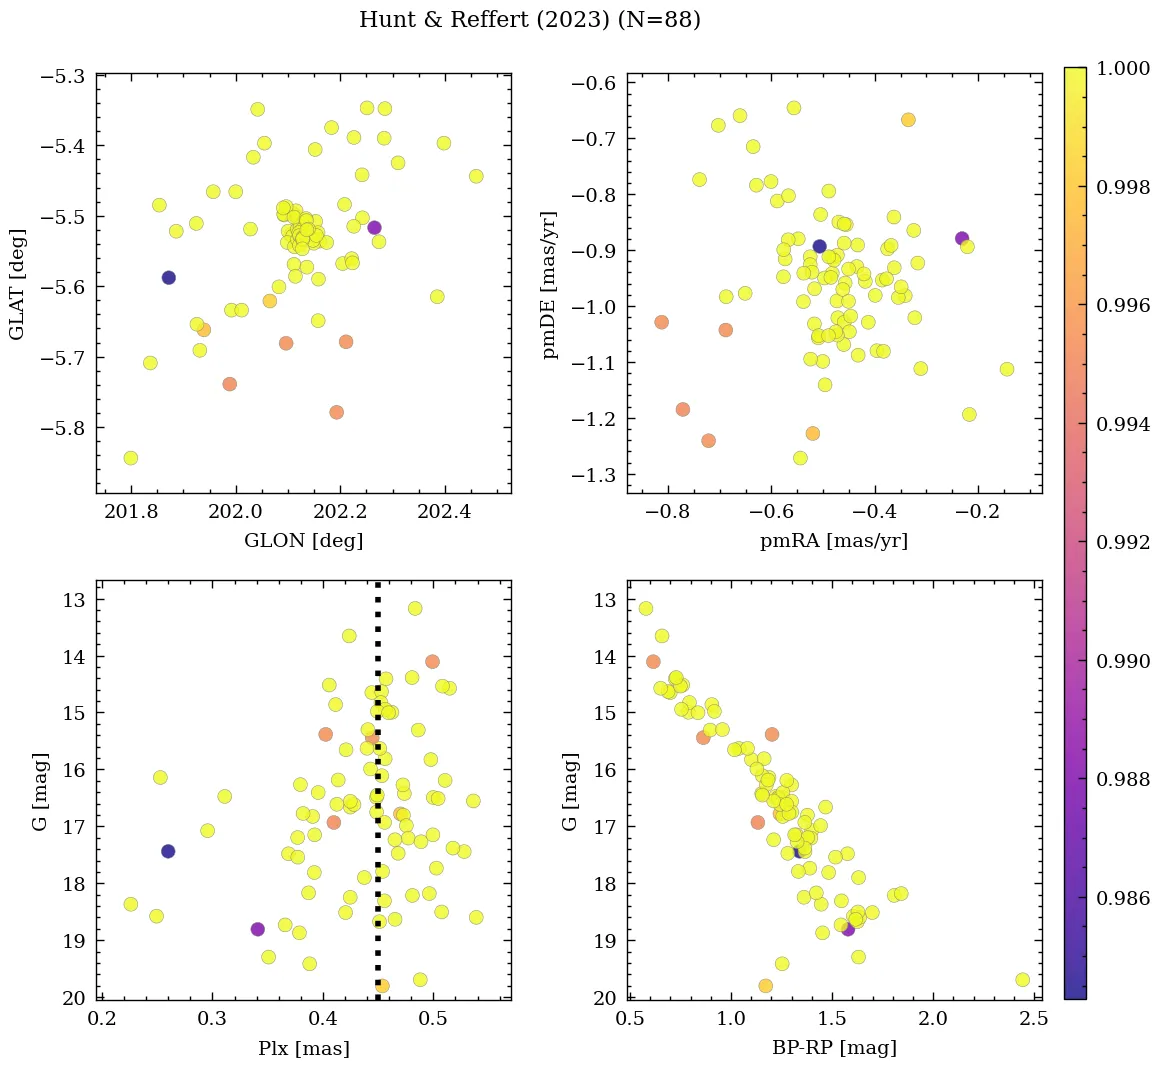 Hunt & Reffert (2023) (N=88)
−5.3
−5.4
−5.5
−5.6
−5.7
−5.8
GLAT [deg]
201.8 202.0 202.2 202.4
GLON [deg]
−0.6
−0.7
−0.8
−0.9
−1.0
−1.1
−1.2
−1.3
pmDE [mas/yr]
−0.8 −0.6 −0.4 −0.2
pmRA [mas/yr]
13
14
15
16
17
18
19
20
G [mag]
0.2 0.3 0.4 0.5
Plx [mas]
13
14
15
16
17
18
19
20
G [mag]
0.5 1.0 1.5 2.0 2.5
BP-RP [mag]
1.000
0.998
0.996
0.994
0.992
0.990
0.988
0.986